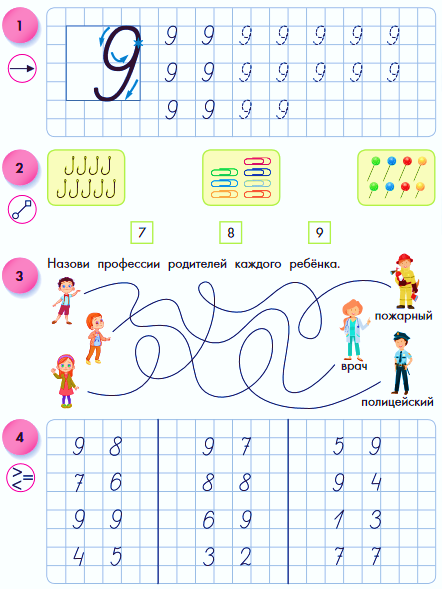 1
9 9 9 9 9 9 9 9
9 9 9 9 9 9 9
9 9 9 9
2
7 8 9
3 Назови профессии родителей каждого ребёнка.
пожарный
врач
полицейский
4
9 8 9 7 5 9
> < =
7 6 8 8 9 4
9 9 6 9 1 3
4 5 3 2 7 7